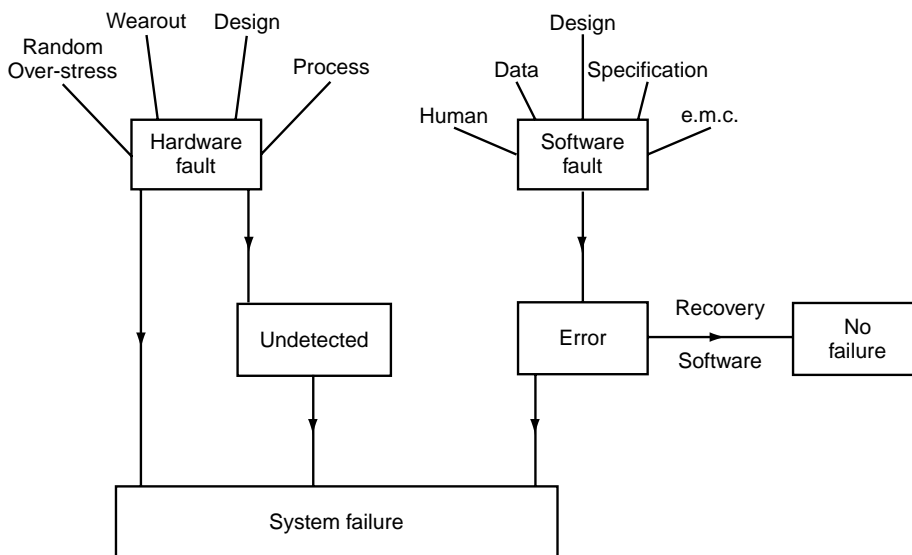 Wearout
Design
Random
Over-stress
Process
Hardware
fault
Design
Data
Specification
Human
e.m.c.
Software
fault
Undetected
Error
Recovery
Software
No
failure
System failure